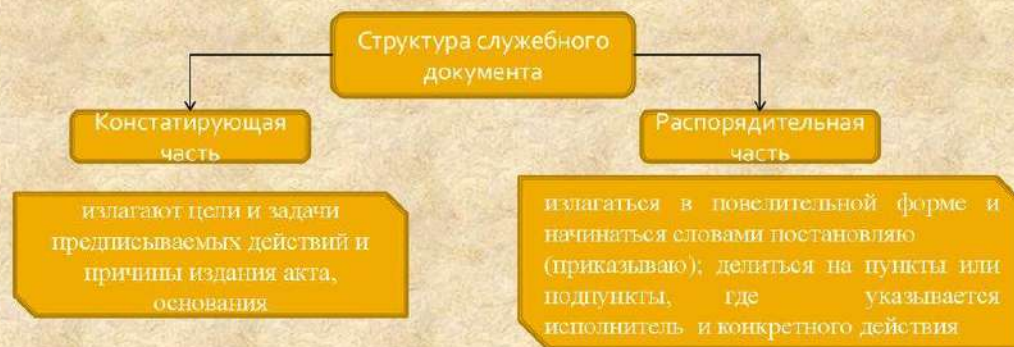 Структура служебного
документа
Констатирующая
часть
Распорядительная
часть
излагают цели и задачи
предписываемых действий и
причины издания акта,
основания
излагаться в повелительной форме и
начинаться словами постановляю
(приказываю); делиться на пункты или
подпункты, где указывается
исполнитель и конкретного действия